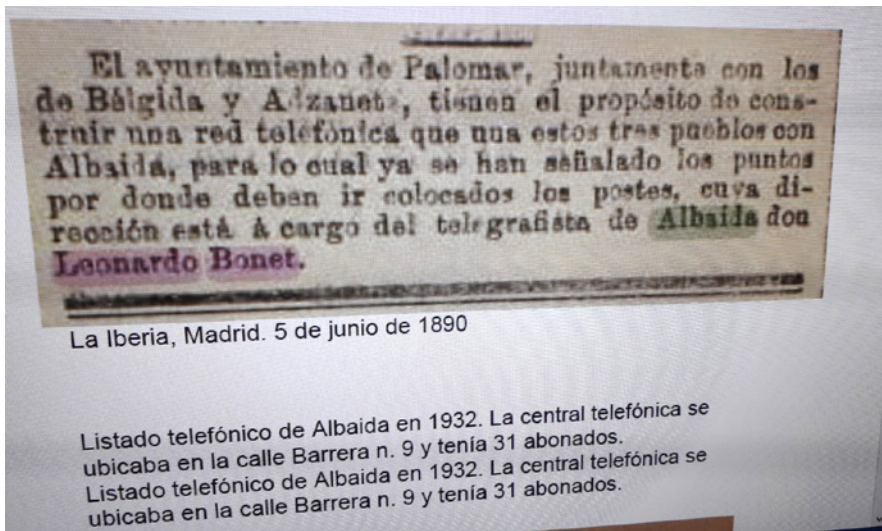 El ayuntamiento de Palomar, juntamente con los
de Bélgida y Adzaneta, tienen el propósito de cons-
truir una red telefónica que una estos tres pueblos con
Albaida, para lo cual ya se han señalado los puntos
por donde deben ir colocados los postes, cuya di-
rección está á cargo del telegrafista de Albaida don
Leonardo Bonet.
La Iberia, Madrid. 5 de junio de 1890
Listado telefónico de Albaida en 1932. La central telefónica se
ubicaba en la calle Barrera n. 9 y tenía 31 abonados.
Listado telefónico de Albaida en 1932. La central telefónica se
ubicaba en la calle Barrera n. 9 y tenía 31 abonados.